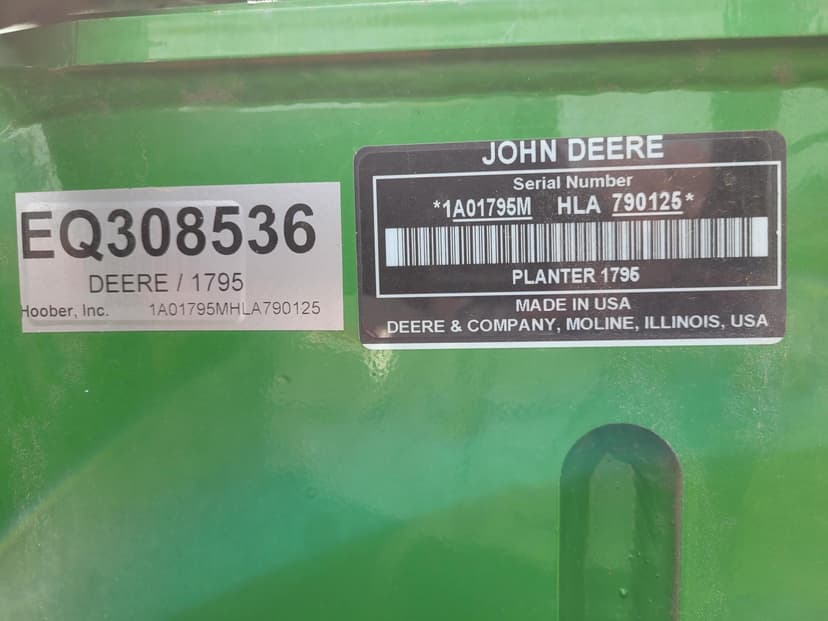 EQ308536
DEERE / 1795
Hoober, Inc. 1A01795MHLA790125
JOHN DEERE
Serial Number
*1A01795M HLA 790125*
PLANTER 1795
MADE IN USA
DEERE & COMPANY, MOLINE, ILLINOIS, USA